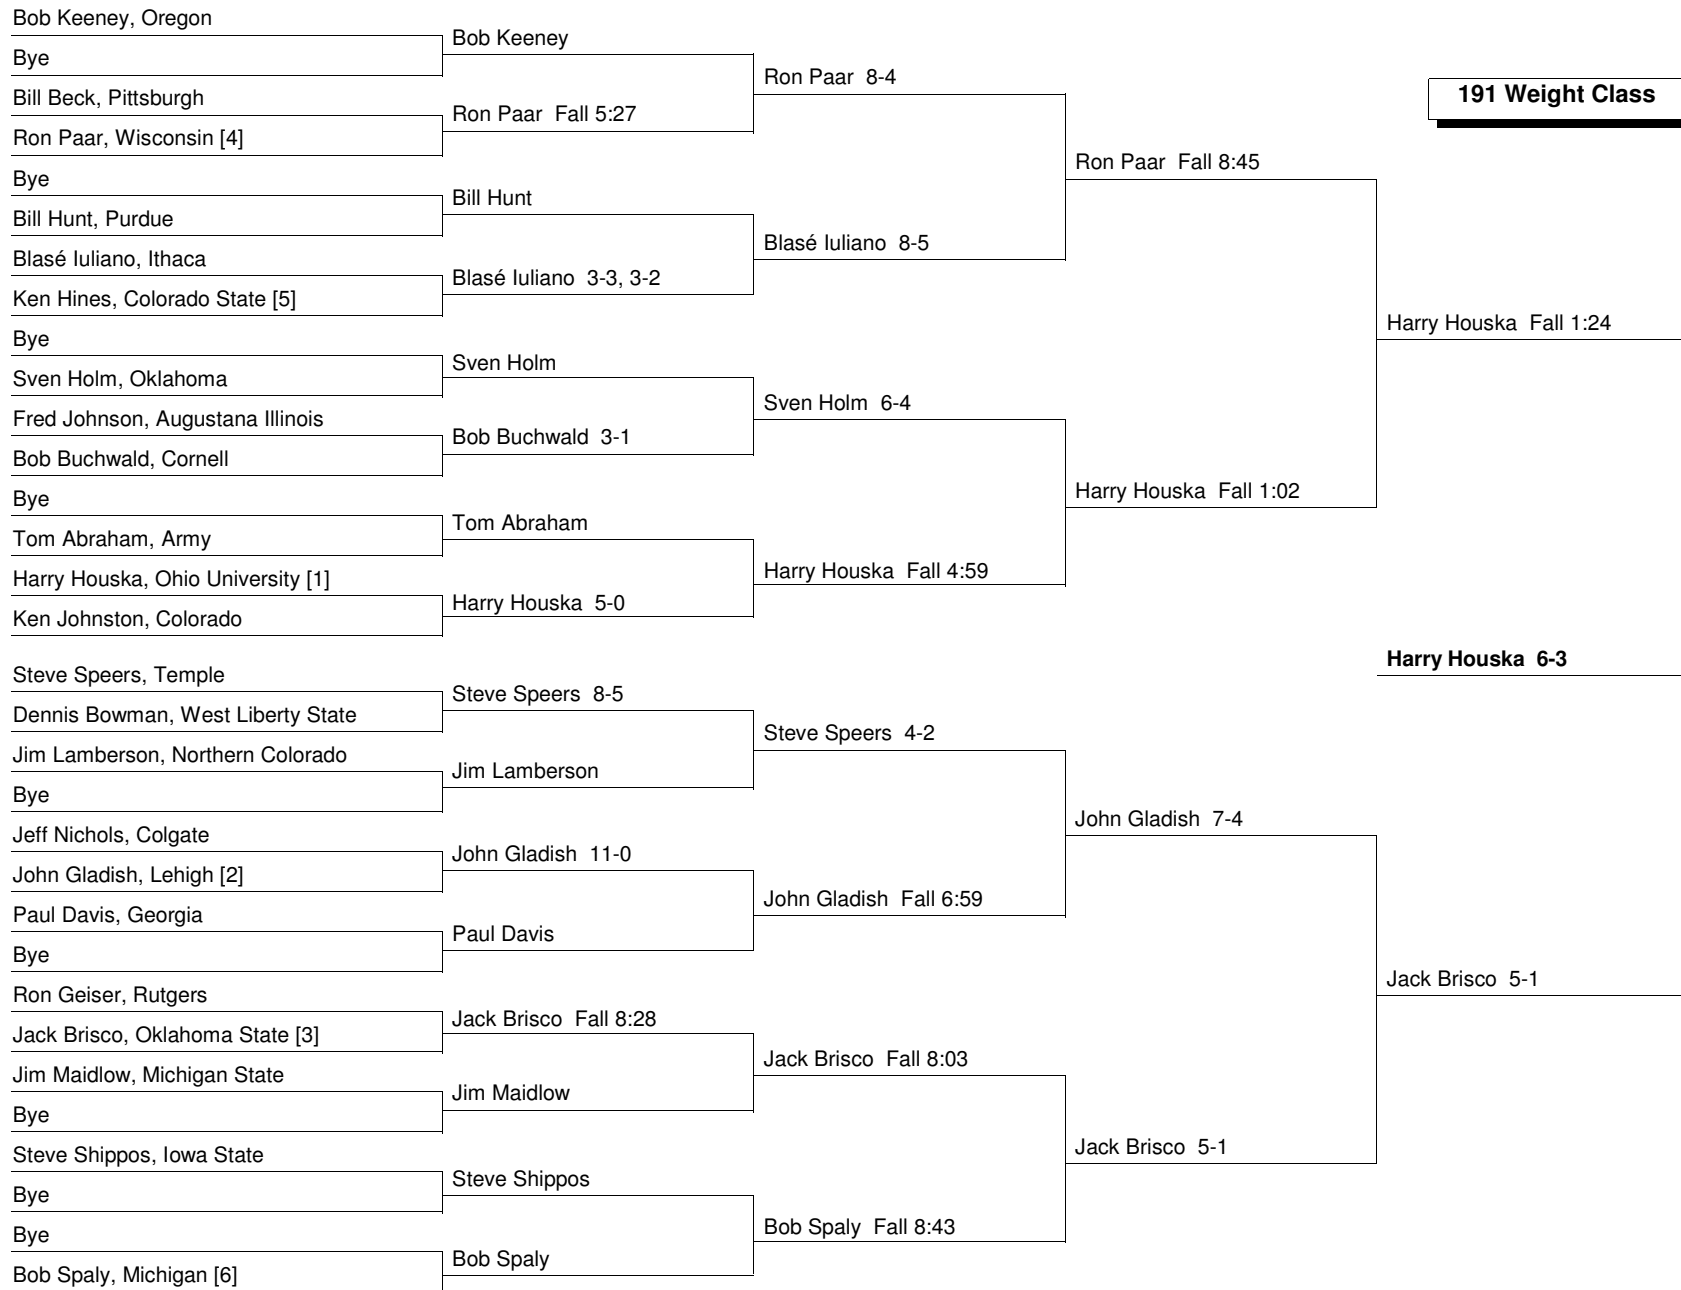 191 Weight Class
Bob Keeney, Oregon
Bye
Bill Beck, Pittsburgh
Ron Paar, Wisconsin [4]
Bye
Bill Hunt, Purdue
Blasé Iuliano, Ithaca
Ken Hines, Colorado State [5]
Bye
Sven Holm, Oklahoma
Fred Johnson, Augustana Illinois
Bob Buchwald, Cornell
Bye
Tom Abraham, Army
Harry Houska, Ohio University [1]
Ken Johnston, Colorado
Steve Speers, Temple
Dennis Bowman, West Liberty State
Jim Lamberson, Northern Colorado
Bye
Jeff Nichols, Colgate
John Gladish, Lehigh [2]
Paul Davis, Georgia
Bye
Ron Geiser, Rutgers
Jack Brisco, Oklahoma State [3]
Jim Maidlow, Michigan State
Bye
Steve Shippos, Iowa State
Bye
Bye
Bob Spaly, Michigan [6]
Bob Keeney
Ron Paar Fall 5:27
Bill Hunt
Blasé Iuliano 3-3, 3-2
Sven Holm
Bob Buchwald 3-1
Tom Abraham
Harry Houska 5-0
Steve Speers 8-5
Jim Lamberson
John Gladish 11-0
Paul Davis
Jack Brisco Fall 8:28
Jim Maidlow
Steve Shippos
Bob Spaly
Ron Paar 8-4
Blasé Iuliano 8-5
Sven Holm 6-4
Harry Houska Fall 4:59
Steve Speers 4-2
John Gladish Fall 6:59
Jack Brisco Fall 8:03
Bob Spaly Fall 8:43
Ron Paar Fall 8:45
Harry Houska Fall 1:02
John Gladish 7-4
Jack Brisco 5-1
Harry Houska Fall 1:24
Jack Brisco 5-1
Harry Houska 6-3